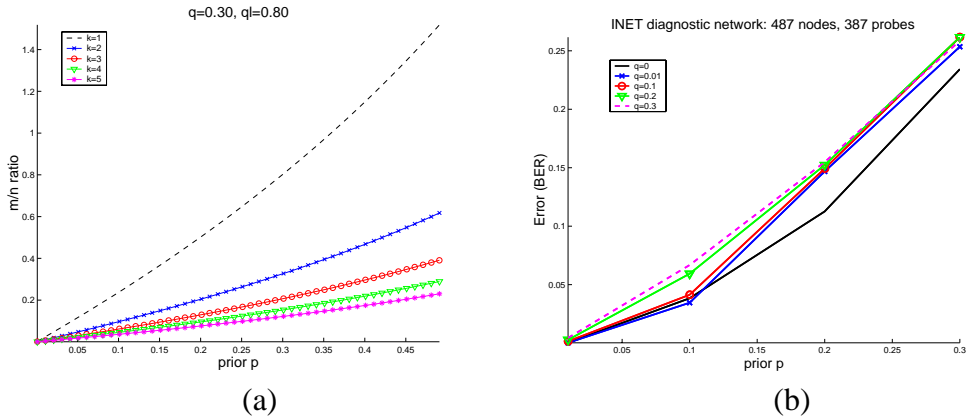 q=0.30, ql=0.80
1.4
1.2
1
0.8
0.6
0.4
0.2
m/n ratio
k=1
k=2
k=3
k=4
k=5
0.05 0.1 0.15 0.2 0.25 0.3 0.35 0.4 0.45
prior p
(a)
INET diagnostic network: 487 nodes, 387 probes
0.25
0.2
0.15
0.1
0.05
Error (BER)
q=0
q=0.01
q=0.1
q=0.2
q=0.3
0.05 0.1 0.15 0.2 0.25 0.3
prior p
(b)